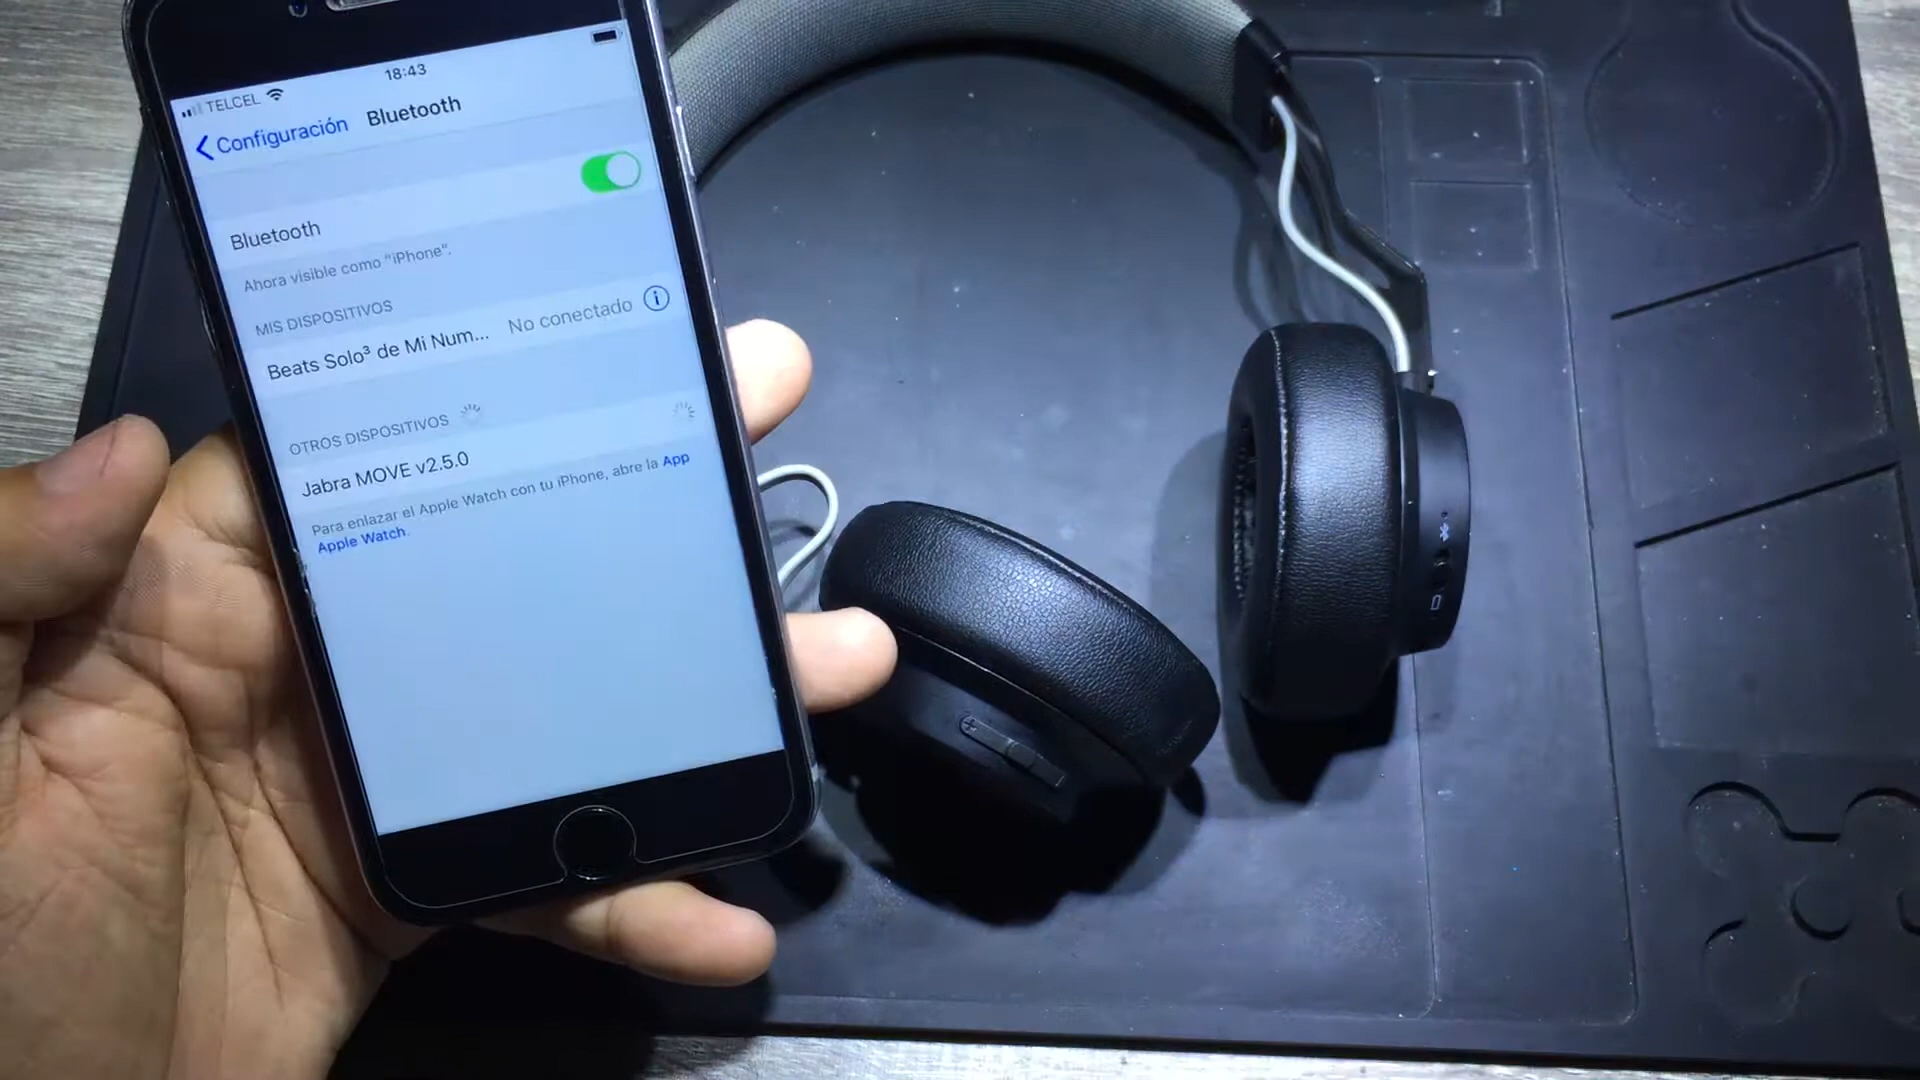 TELCEL
18:43
Configuración
Bluetooth
Bluetooth
Ahora visible como “iPhone”.
MIS DISPOSITIVOS
Beats Solo³ de Mi Num... No conectado
OTROS DISPOSITIVOS
Jabra MOVE v2.5.0
Para enlazar el Apple Watch con tu iPhone, abre la App
Apple Watch.